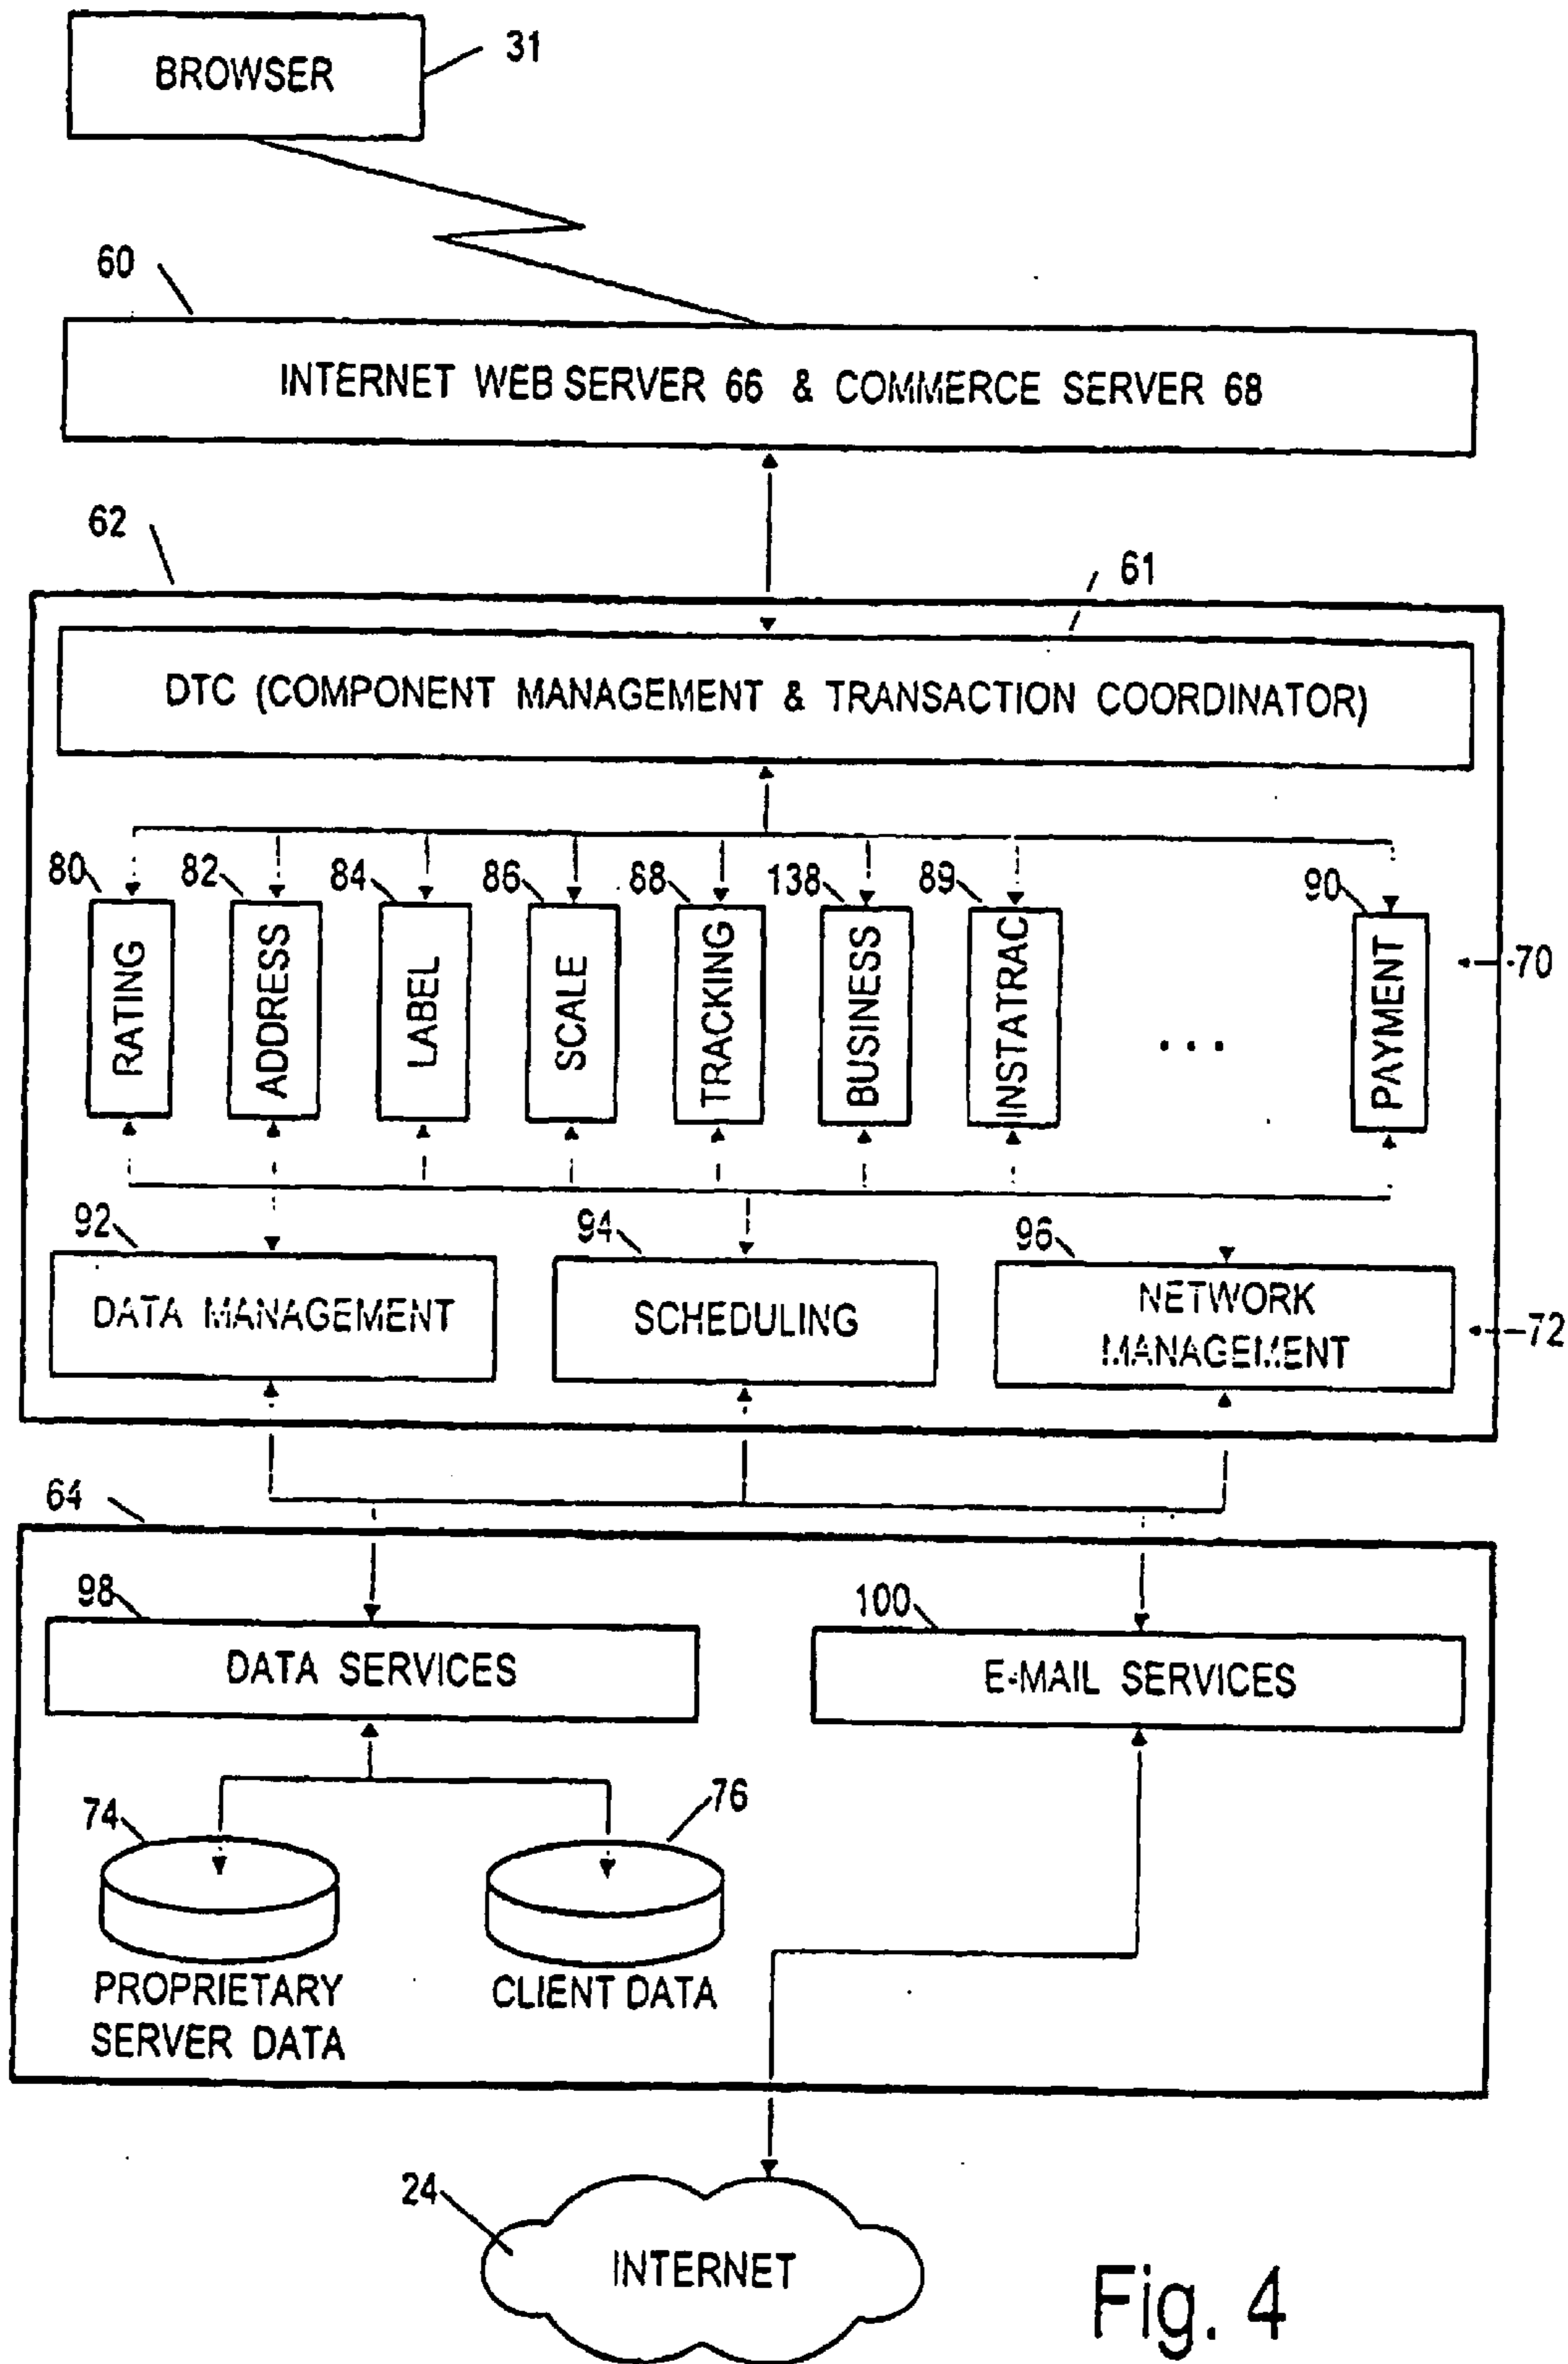 BROWSER
31
60
INTERNET WEB SERVER 66 & COMMERCE SERVER 68
62
61
DTC (COMPONENT MANAGEMENT & TRANSACTION COORDINATOR)
80
82
84
86
88
138
89
90
RATING
ADDRESS
LABEL
SCALE
TRACKING
BUSINESS
INSTATRAC
...
PAYMENT
70
92
94
96
DATA MANAGEMENT
SCHEDULING
NETWORK
MANAGEMENT
72
64
98
100
DATA SERVICES
E-MAIL SERVICES
74
76
PROPRIETARY
SERVER DATA
CLIENT DATA
24
INTERNET
Fig. 4